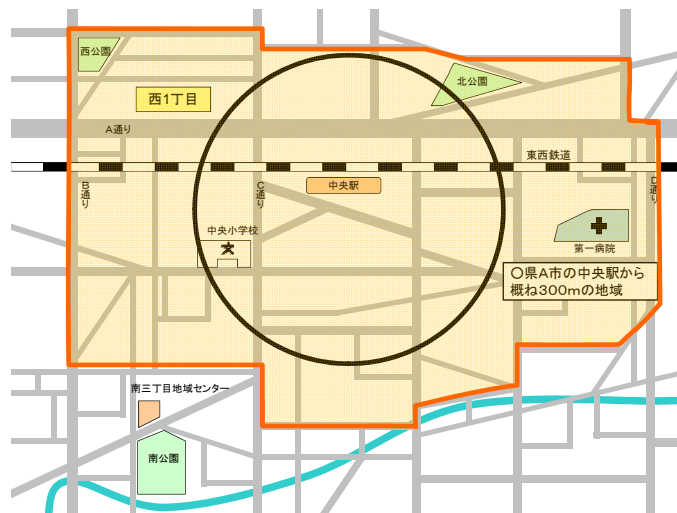 西公園
北公園
西1丁目
A通り
東西鉄道
B通り
C通り
中央駅
D通り
中央小学校
第一病院
〇県A市の中央駅から
概ね300mの地域
南三丁目地域センター
南公園